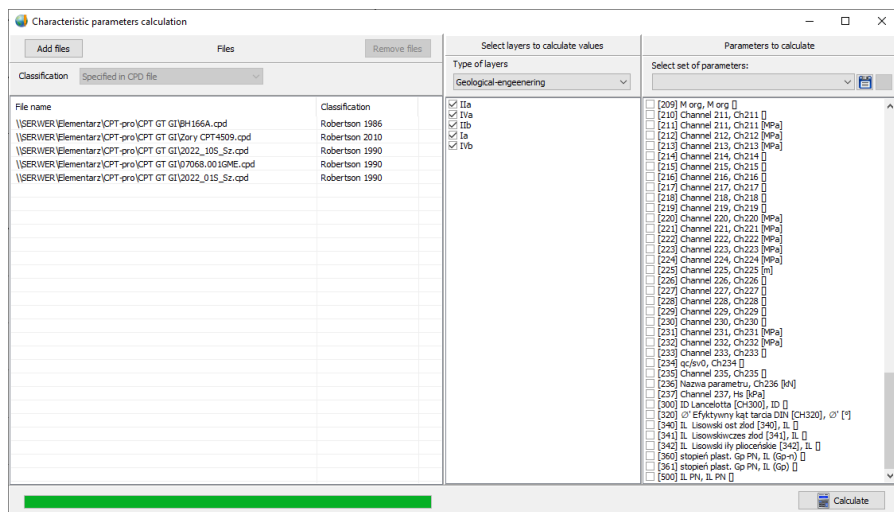 Characteristic parameters calculation
Add files
Files
Remove files
Classification
Specified in CPD file
File name
Classification
\\SERWER\Elementarz\CPT-pro\CPT GT GI\BH166A.cpd
Robertson 1986
\\SERWER\Elementarz\CPT-pro\CPT GT GI\Zory CPT4509.cpd
Robertson 2010
\\SERWER\Elementarz\CPT-pro\CPT GT GI\2022_10S_Sz.cpd
Robertson 1990
\\SERWER\Elementarz\CPT-pro\CPT GT GI\07068.001GME.cpd
Robertson 1990
\\SERWER\Elementarz\CPT-pro\CPT GT GI\2022_01S_Sz.cpd
Robertson 1990
Select layers to calculate values
Type of layers
Geological-engeenering
IIa
IVa
IIb
Ia
IVb
Parameters to calculate
Select set of parameters:
[209] M org, M org []
[210] Channel 211, Ch211 []
[211] Channel 211, Ch211 [MPa]
[212] Channel 212, Ch212 [MPa]
[213] Channel 213, Ch213 [MPa]
[214] Channel 214, Ch214 []
[215] Channel 215, Ch215 []
[216] Channel 216, Ch216 []
[217] Channel 217, Ch217 []
[218] Channel 218, Ch218 []
[219] Channel 219, Ch219 []
[220] Channel 220, Ch220 [MPa]
[221] Channel 221, Ch221 [MPa]
[222] Channel 222, Ch222 [MPa]
[223] Channel 223, Ch223 [MPa]
[224] Channel 224, Ch224 [MPa]
[225] Channel 225, Ch225 [m]
[226] Channel 226, Ch226 []
[227] Channel 227, Ch227 []
[228] Channel 228, Ch228 []
[229] Channel 229, Ch229 []
[230] Channel 230, Ch230 []
[231] Channel 231, Ch231 [MPa]
[232] Channel 232, Ch232 [MPa]
[233] Channel 233, Ch233 []
[234] qc/sv0, Ch234 []
[235] Channel 235, Ch235 []
[236] Nazwa parametru, Ch236 [kN]
[237] Channel 237, Hs [kPa]
[300] ID Lancelotta [CH300], ID []
[320] ∅' Efyktywny kąt tarcia DIN [CH320], ∅' [°]
[340] IL Lisowski ost zlod [340], IL []
[341] IL Lisowskiwczes zlod [341], IL []
[342] IL Lisowski iły plioceńskie [342], IL []
[360] stopień plast. Gp PN, IL (Gp-n) []
[361] stopień plast. Gp PN, IL (Gp) []
[500] IL PN, IL PN []
Calculate